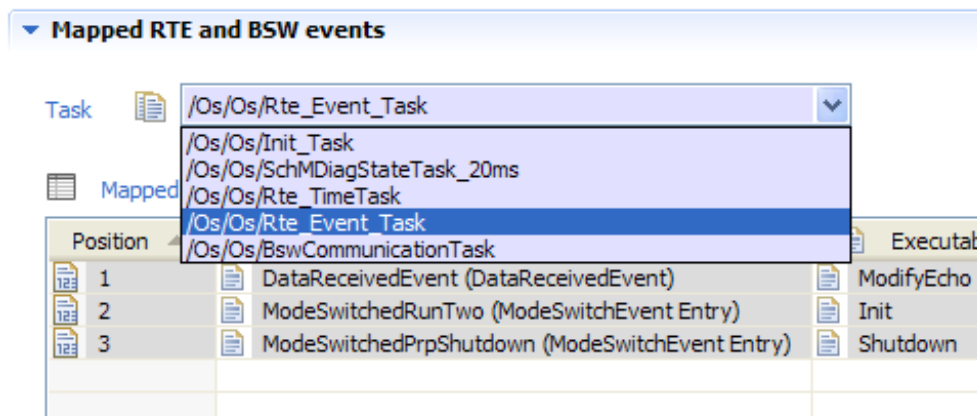 Mapped RTE and BSW events
Task /Os/Os/Rte_Event_Task
/Os/Os/Init_Task
/Os/Os/SchMDiagStateTask_20ms
Mapped /Os/Os/Rte_TimeTask
/Os/Os/Rte_Event_Task
Position /Os/Os/BswCommunicationTask Executab
1 DataReceivedEvent (DataReceivedEvent) ModifyEcho
2 ModeSwitchedRunTwo (ModeSwitchEvent Entry) Init
3 ModeSwitchedPrpShutdown (ModeSwitchEvent Entry) Shutdown